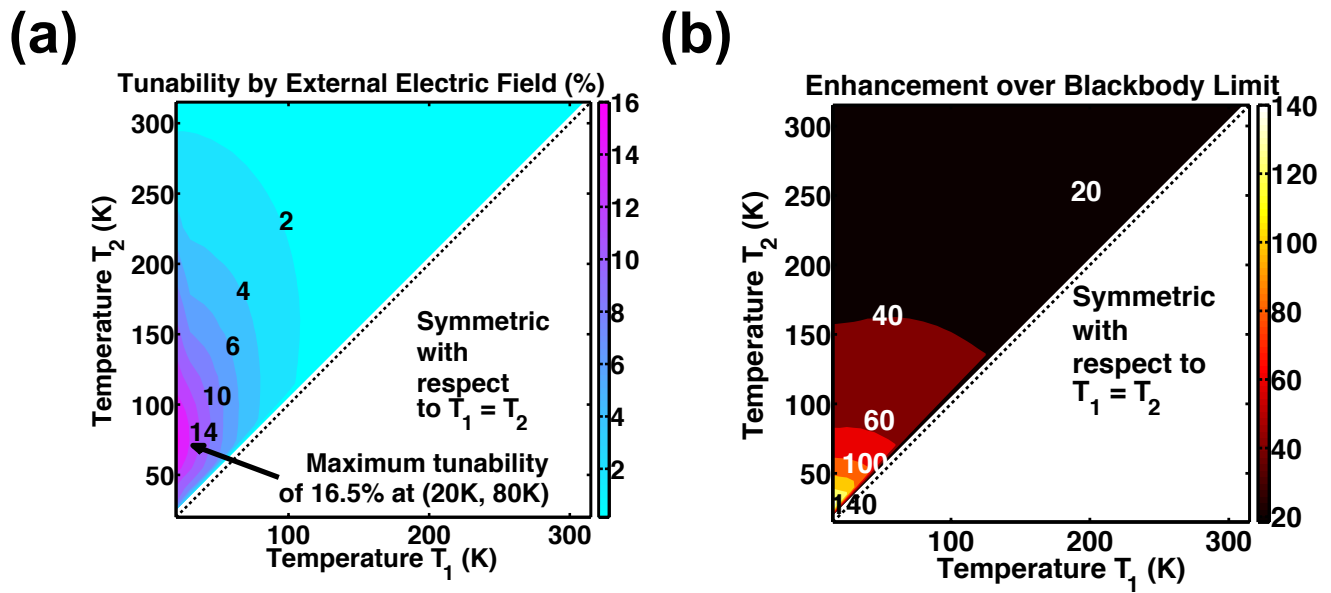 (a)
Tunability by External Electric Field (%)
300
250
200
150
100
50
Temperature T₂ (K)
2
4
6
10
14
Symmetric
with
respect
to T₁ = T₂
Maximum tunability
of 16.5% at (20K, 80K)
100
200
300
Temperature T₁ (K)
16
14
12
10
8
6
4
2
(b)
Enhancement over Blackbody Limit
300
250
200
150
100
50
Temperature T₂ (K)
20
40
60
100
140
Symmetric
with
respect to
T₁ = T₂
100
200
300
Temperature T₁ (K)
140
120
100
80
60
40
20